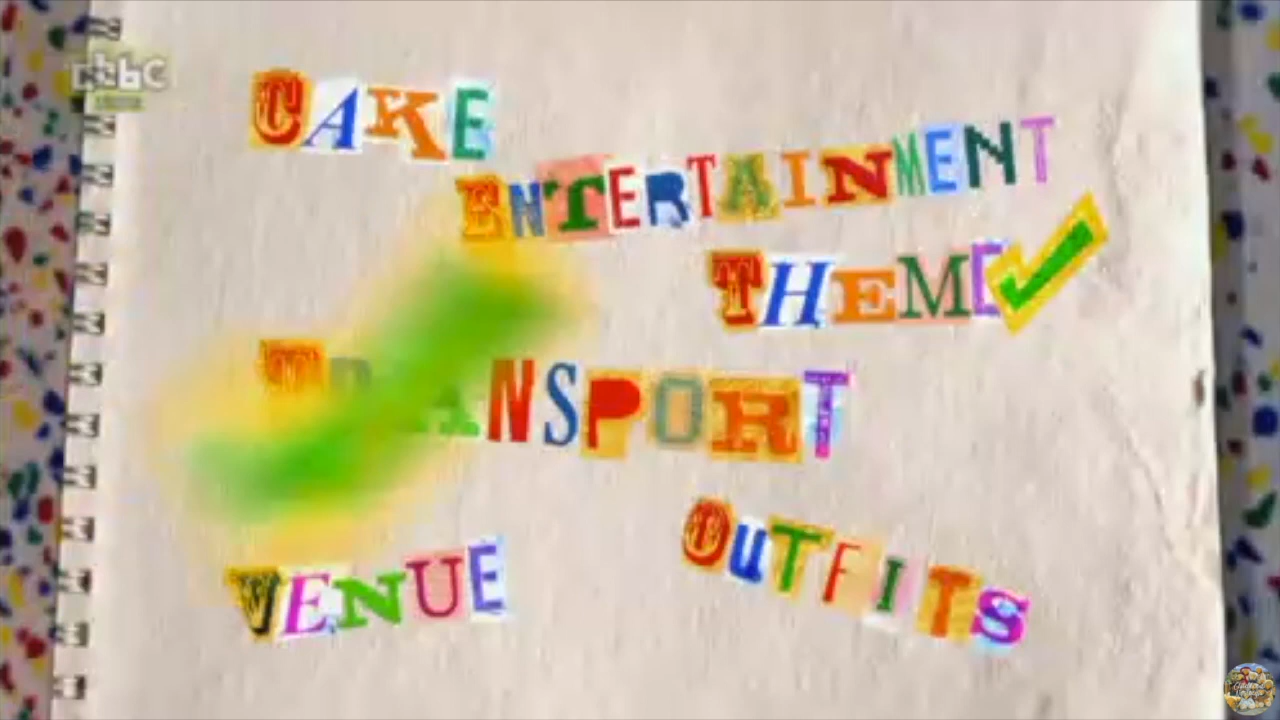 cbbc
CAKE
ENTERTAINMENT
THEME
TRANSPORT
OUTFITS
VENUE